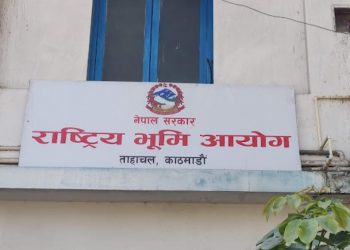 नेपाल सरकार
राष्ट्रिय भूमि आयोग
ताहाचल, काठमाडौं